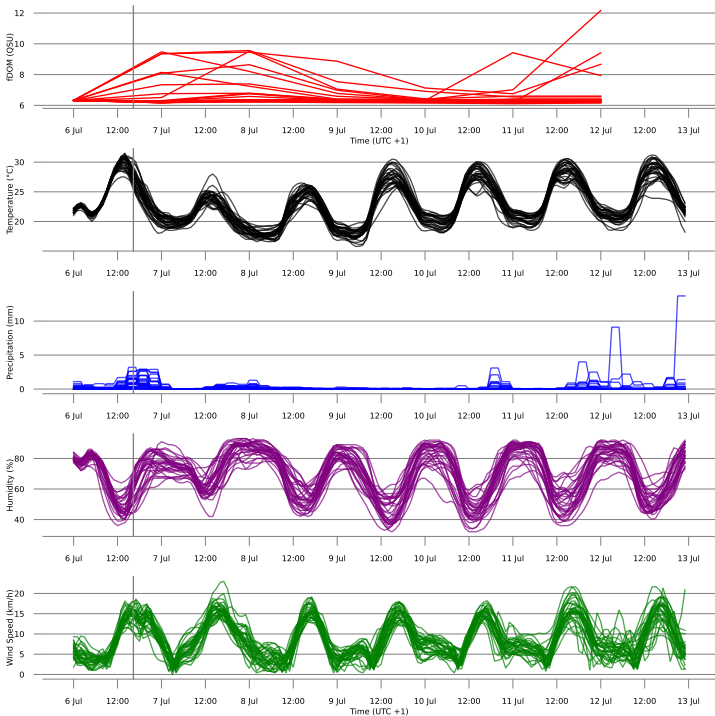 fDOM (QSU)
12
10
8
6
6 Jul 12:00 7 Jul 12:00 8 Jul 12:00 9 Jul 12:00 10 Jul 12:00 11 Jul 12:00 12 Jul 12:00 13 Jul
Time (UTC +1)
Temperature (°C)
30
25
20
6 Jul 12:00 7 Jul 12:00 8 Jul 12:00 9 Jul 12:00 10 Jul 12:00 11 Jul 12:00 12 Jul 12:00 13 Jul
Precipitation (mm)
10
5
0
6 Jul 12:00 7 Jul 12:00 8 Jul 12:00 9 Jul 12:00 10 Jul 12:00 11 Jul 12:00 12 Jul 12:00 13 Jul
Humidity (%)
80
60
40
6 Jul 12:00 7 Jul 12:00 8 Jul 12:00 9 Jul 12:00 10 Jul 12:00 11 Jul 12:00 12 Jul 12:00 13 Jul
Wind Speed (km/h)
20
15
10
5
0
6 Jul 12:00 7 Jul 12:00 8 Jul 12:00 9 Jul 12:00 10 Jul 12:00 11 Jul 12:00 12 Jul 12:00 13 Jul
Time (UTC +1)